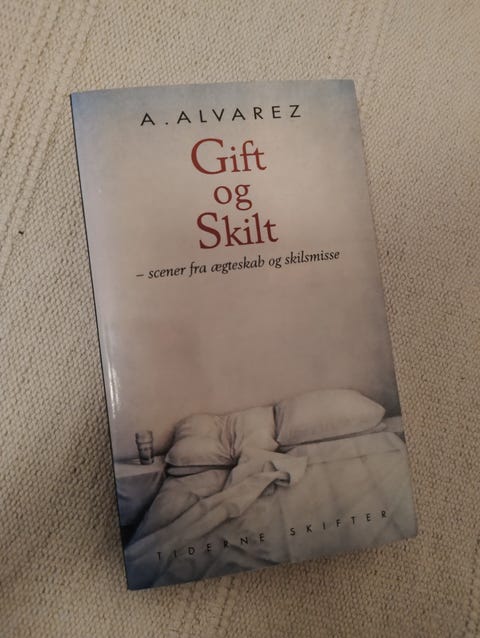 A. ALVAREZ
Gift
og
Skilt
– scener fra ægteskab og skilsmisse
TIDERNE SKIFTER